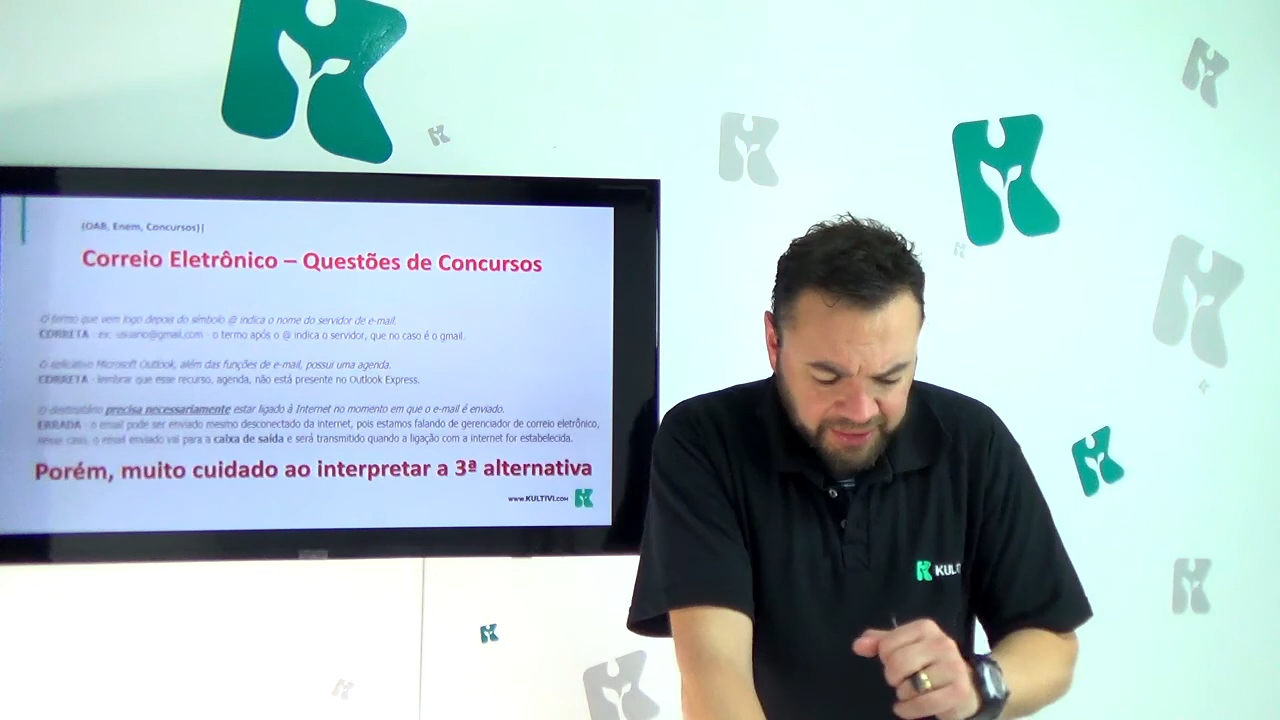 (OAB, Enem, Concursos)|
Correio Eletrônico – Questões de Concursos
O termo que vem logo depois do símbolo @ indica o nome do servidor de e-mail.
CORRETA - ex: usuario@gmail.com - o termo após o @ indica o servidor, que no caso é o gmail.
O aplicativo Microsoft Outlook, além das funções de e-mail, possui uma agenda.
CORRETA - lembrar que esse recurso, agenda, não está presente no Outlook Express.
O destinatário precisa necessariamente estar ligado à Internet no momento em que o e-mail é enviado.
ERRADA - o email pode ser enviado mesmo desconectado da internet, pois estamos falando de gerenciador de correio eletrônico,
nesse caso, o email enviado vai para a caixa de saída e será transmitido quando a ligação com a internet for estabelecida.
Porém, muito cuidado ao interpretar a 3ª alternativa
www.KULTIVI.com
KULTI